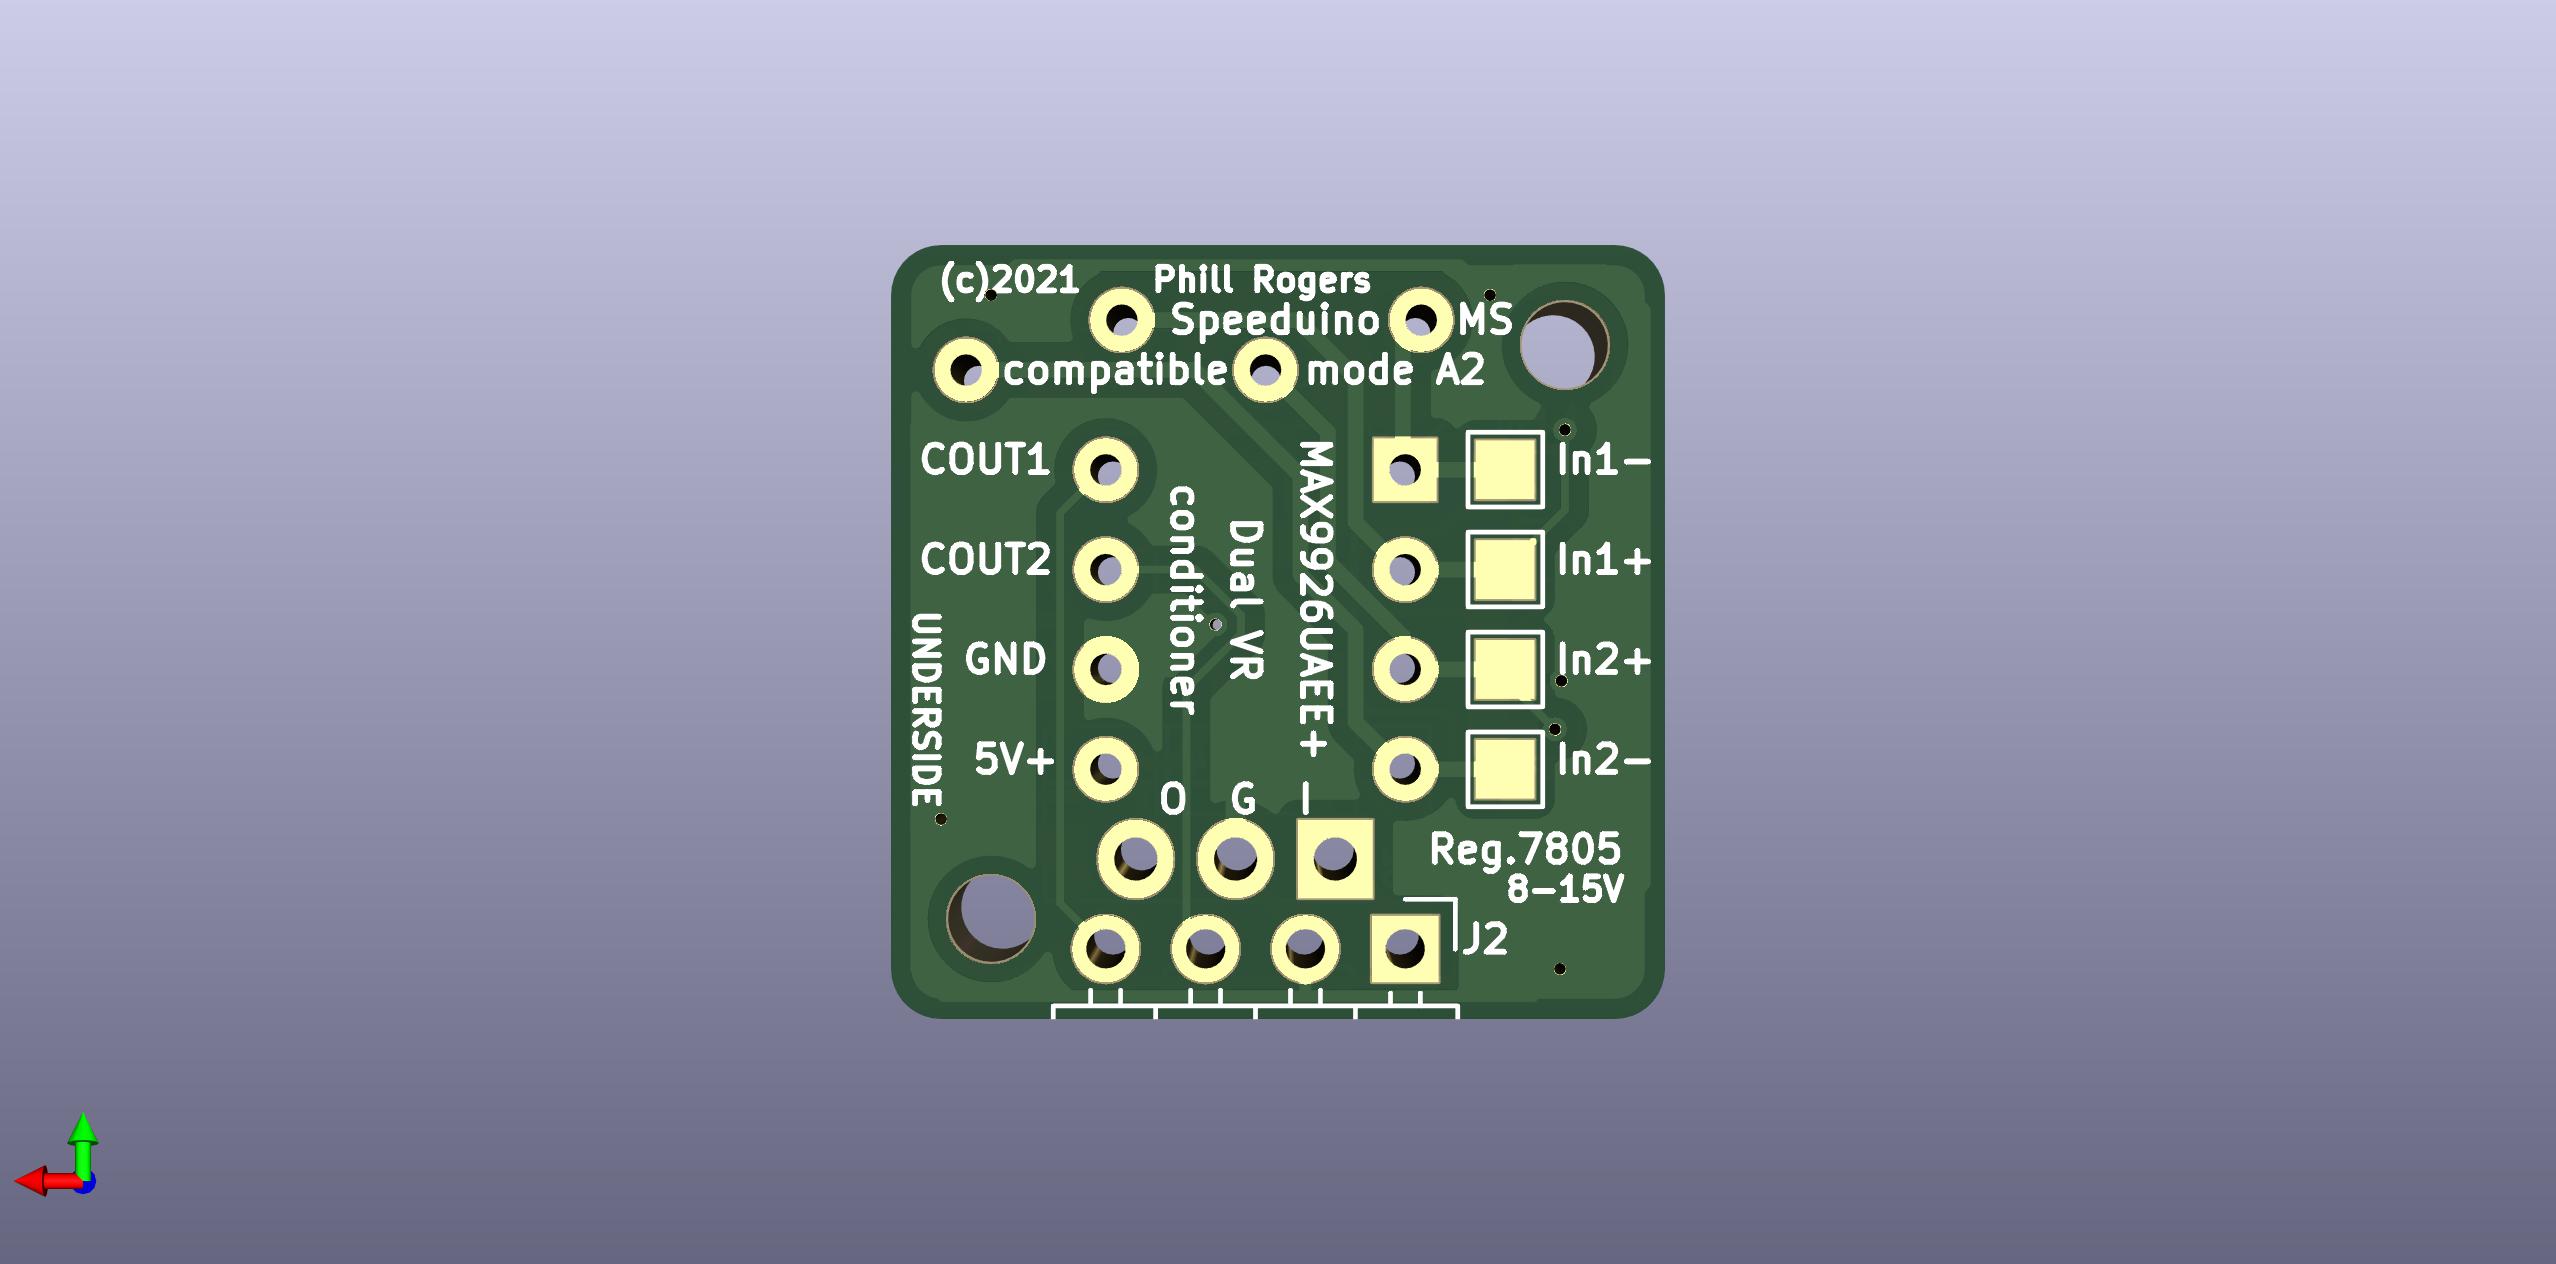 (c)2021 Phill Rogers
Speeduino MS
compatible mode A2
COUT1
COUT2
GND
5V+
UNDERSIDE
conditioner
Dual VR
MAX9926UAEE+
In1-
In1+
In2+
In2-
O G I
Reg.7805
8-15V
J2